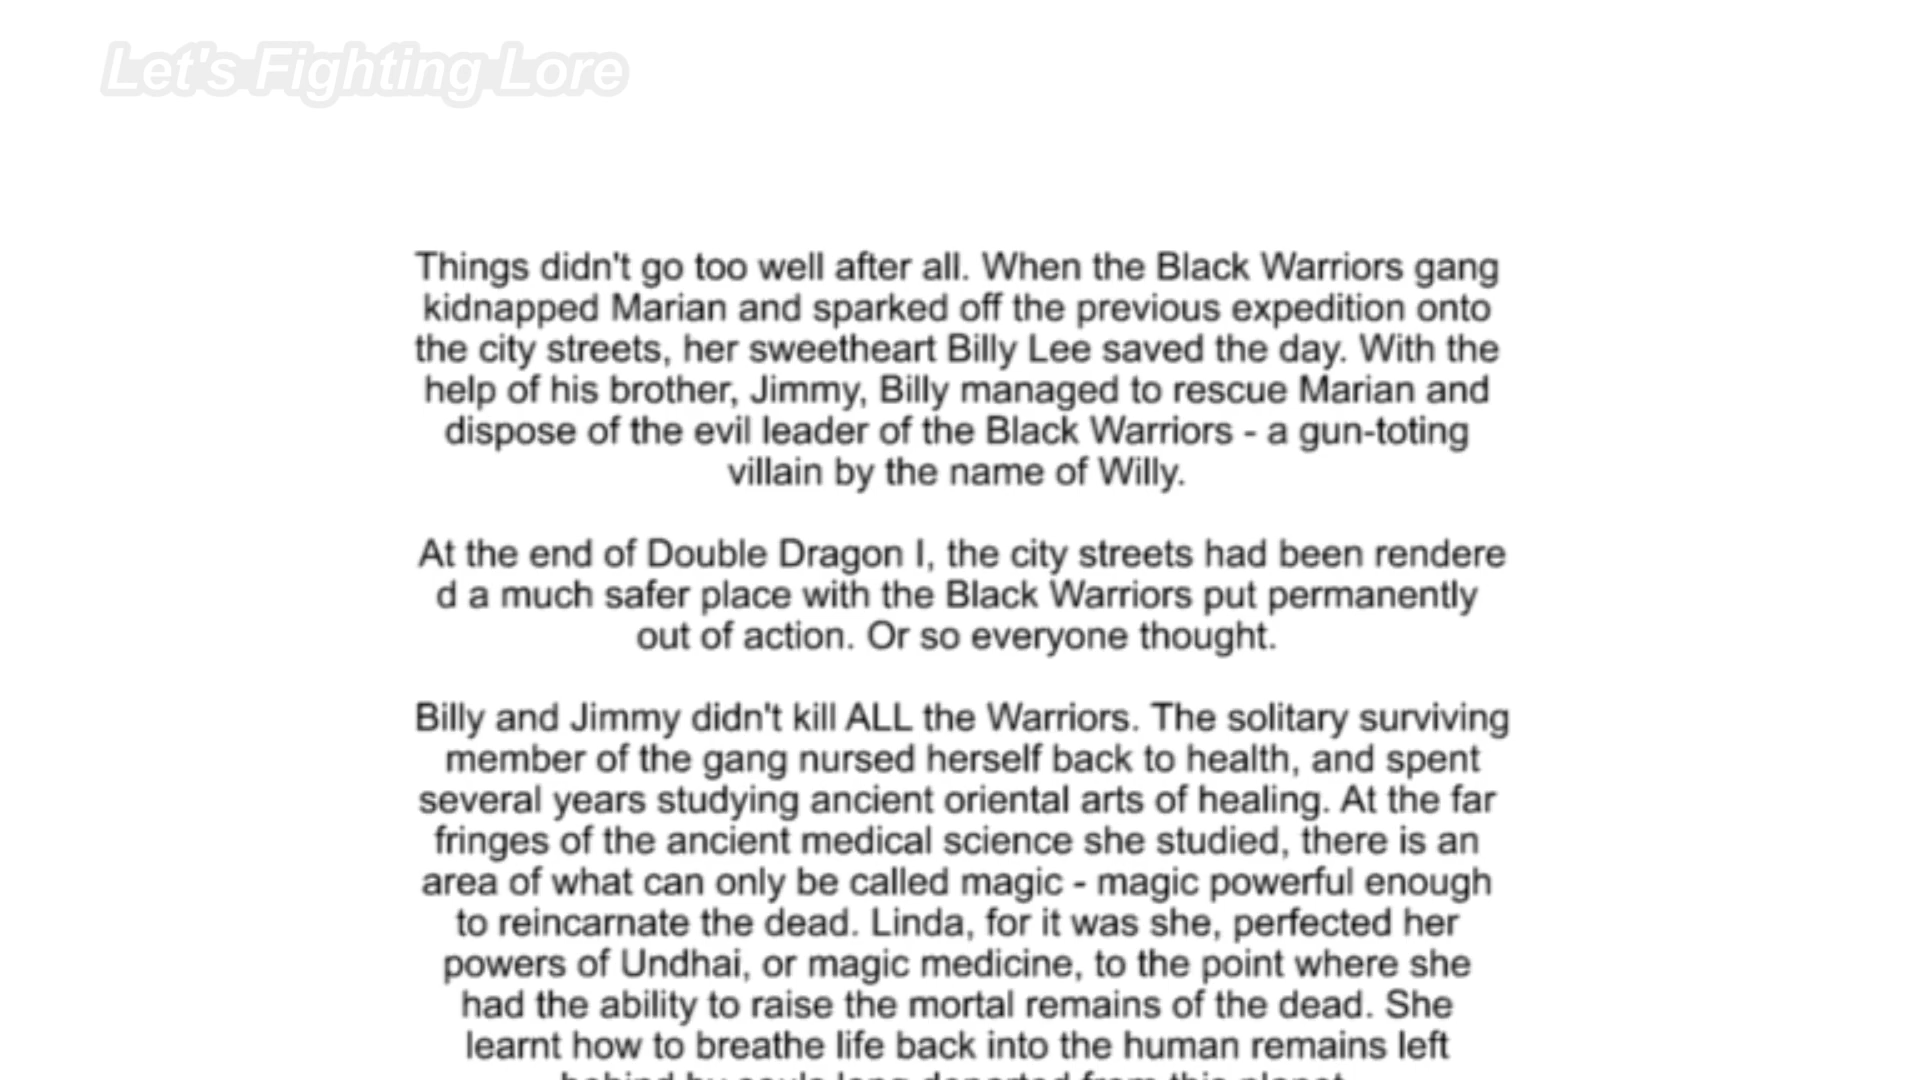 Let's Fighting Lore
Things didn't go too well after all. When the Black Warriors gang
kidnapped Marian and sparked off the previous expedition onto
the city streets, her sweetheart Billy Lee saved the day. With the
help of his brother, Jimmy, Billy managed to rescue Marian and
dispose of the evil leader of the Black Warriors - a gun-toting
villain by the name of Willy.
At the end of Double Dragon I, the city streets had been rendere
d a much safer place with the Black Warriors put permanently
out of action. Or so everyone thought.
Billy and Jimmy didn't kill ALL the Warriors. The solitary surviving
member of the gang nursed herself back to health, and spent
several years studying ancient oriental arts of healing. At the far
fringes of the ancient medical science she studied, there is an
area of what can only be called magic - magic powerful enough
to reincarnate the dead. Linda, for it was she, perfected her
powers of Undhai, or magic medicine, to the point where she
had the ability to raise the mortal remains of the dead. She
learnt how to breathe life back into the human remains left
behind by souls long departed from this planet